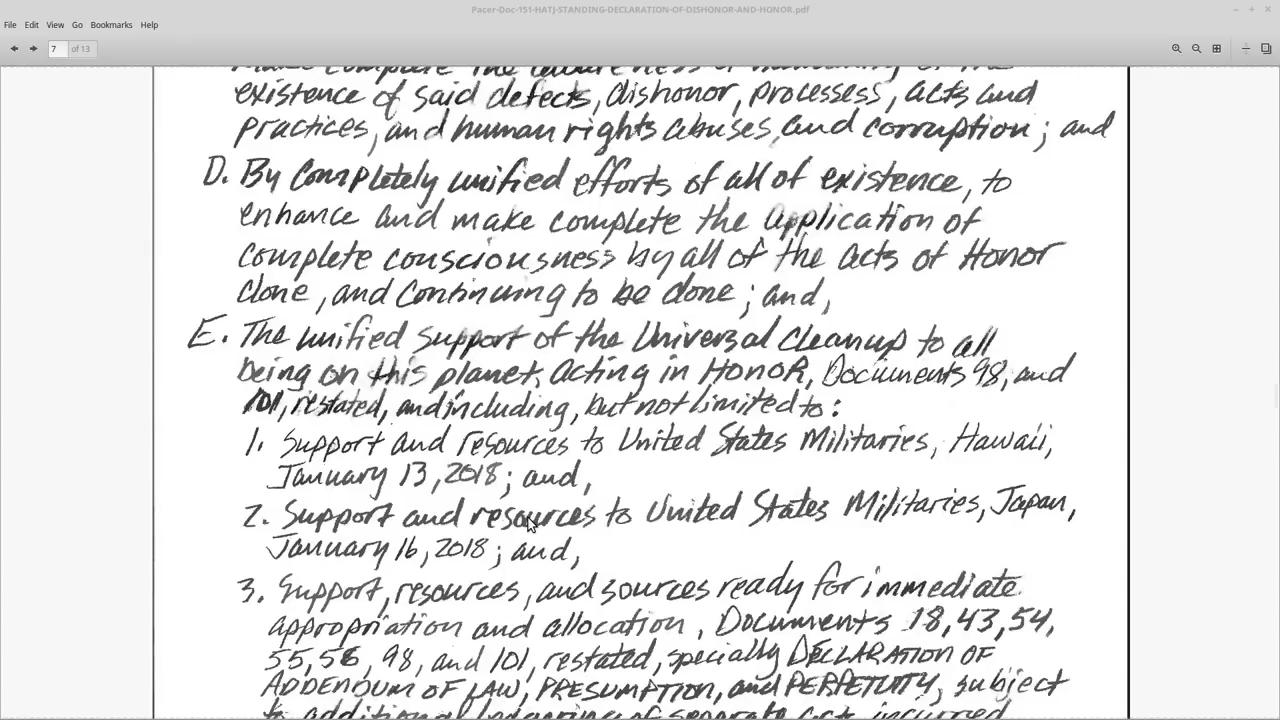 Pacer-Doc-151-HATJ-STANDING-DECLARATION-OF-DISHONOR-AND-HONOR.pdf
File Edit View Go Bookmarks Help
7 of 13
existence of said defects, dishonor, processess, acts and
practices, and human rights abuses, and corruption; and
D. By Completely unified efforts of all of existence, to
enhance and make complete the application of
complete consciousness by all of the acts of Honor
done, and continuing to be done; and,
E. The unified support of the Universal Cleanup to all
being on this planet, acting in HONOR, Documents 98, and
101, restated, and including, but not limited to:
1. Support and resources to United States Militaries, Hawaii,
January 13, 2018; and,
2. Support and resources to United States Militaries, Japan,
January 16, 2018; and,
3. Support, resources, and sources ready for immediate
appropriation and allocation, Documents 18, 43, 54,
55, 56, 98, and 101, restated, specially DECLARATION OF
ADDENDUM OF LAW, PRESUMPTION, and PERPETUITY, subject